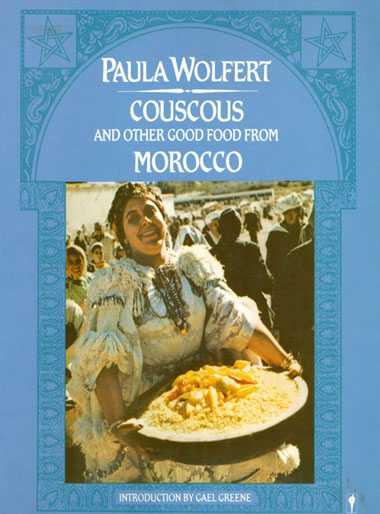 PAULA WOLFERT
COUSCOUS
AND OTHER GOOD FOOD FROM
MOROCCO
INTRODUCTION BY GAEL GREENE